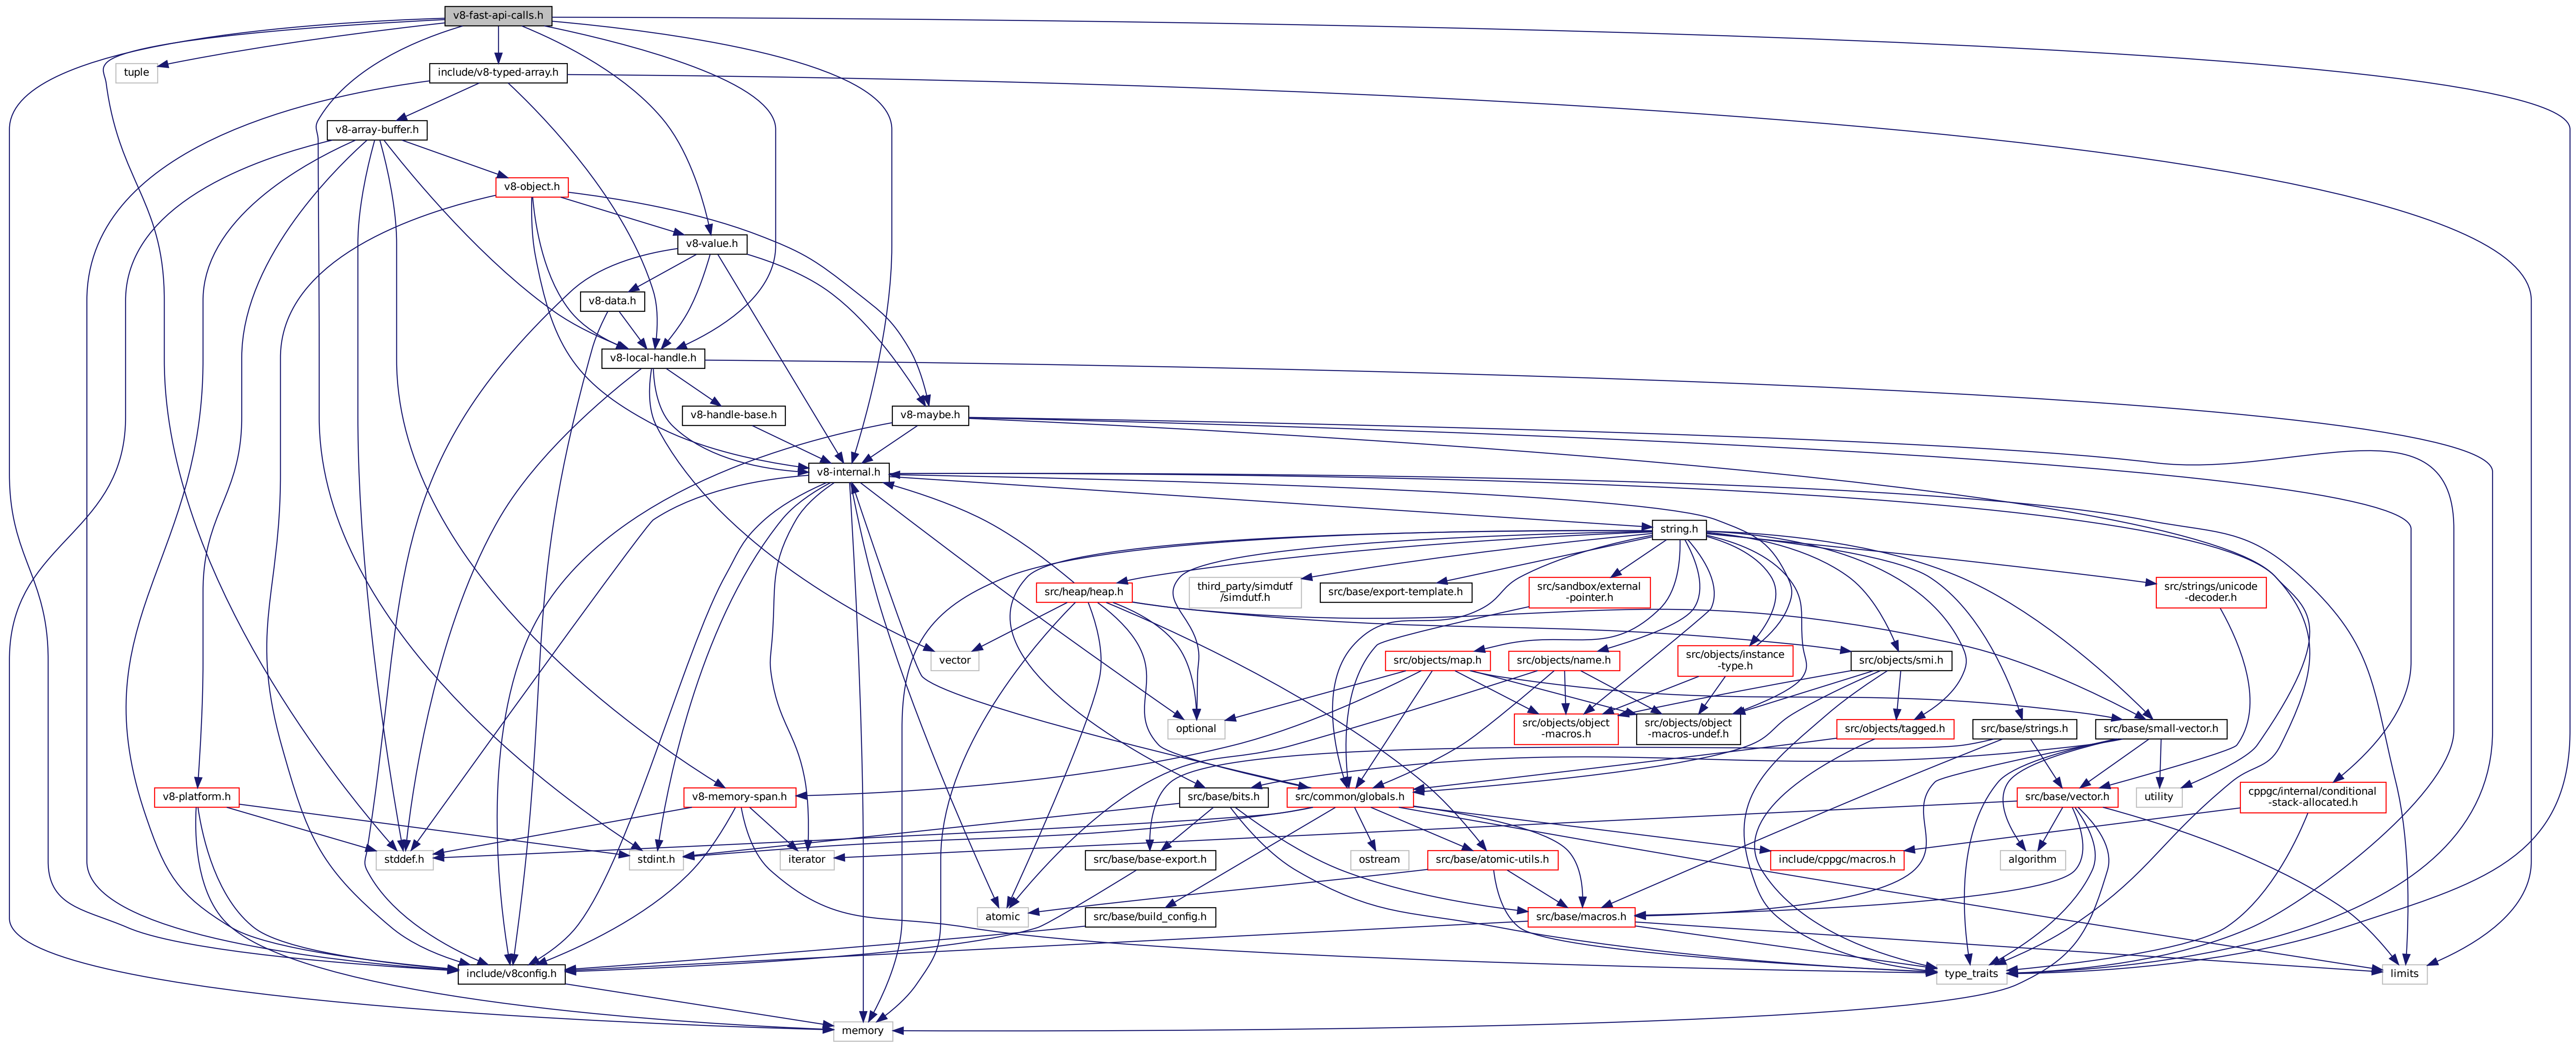 v8-fast-api-calls.h
tuple
include/v8-typed-array.h
v8-array-buffer.h
v8-object.h
v8-value.h
v8-data.h
v8-local-handle.h
v8-handle-base.h
v8-maybe.h
v8-internal.h
string.h
src/heap/heap.h
third_party/simdutf
/simdutf.h
src/base/export-template.h
src/sandbox/external
-pointer.h
src/strings/unicode
-decoder.h
vector
src/objects/map.h
src/objects/name.h
src/objects/instance
-type.h
src/objects/smi.h
optional
src/objects/object
-macros.h
src/objects/object
-macros-undef.h
src/objects/tagged.h
src/base/strings.h
src/base/small-vector.h
v8-platform.h
v8-memory-span.h
src/base/bits.h
src/common/globals.h
src/base/vector.h
utility
cppgc/internal/conditional
-stack-allocated.h
stddef.h
stdint.h
iterator
src/base/base-export.h
ostream
src/base/atomic-utils.h
include/cppgc/macros.h
algorithm
atomic
src/base/build_config.h
src/base/macros.h
include/v8config.h
type_traits
limits
memory